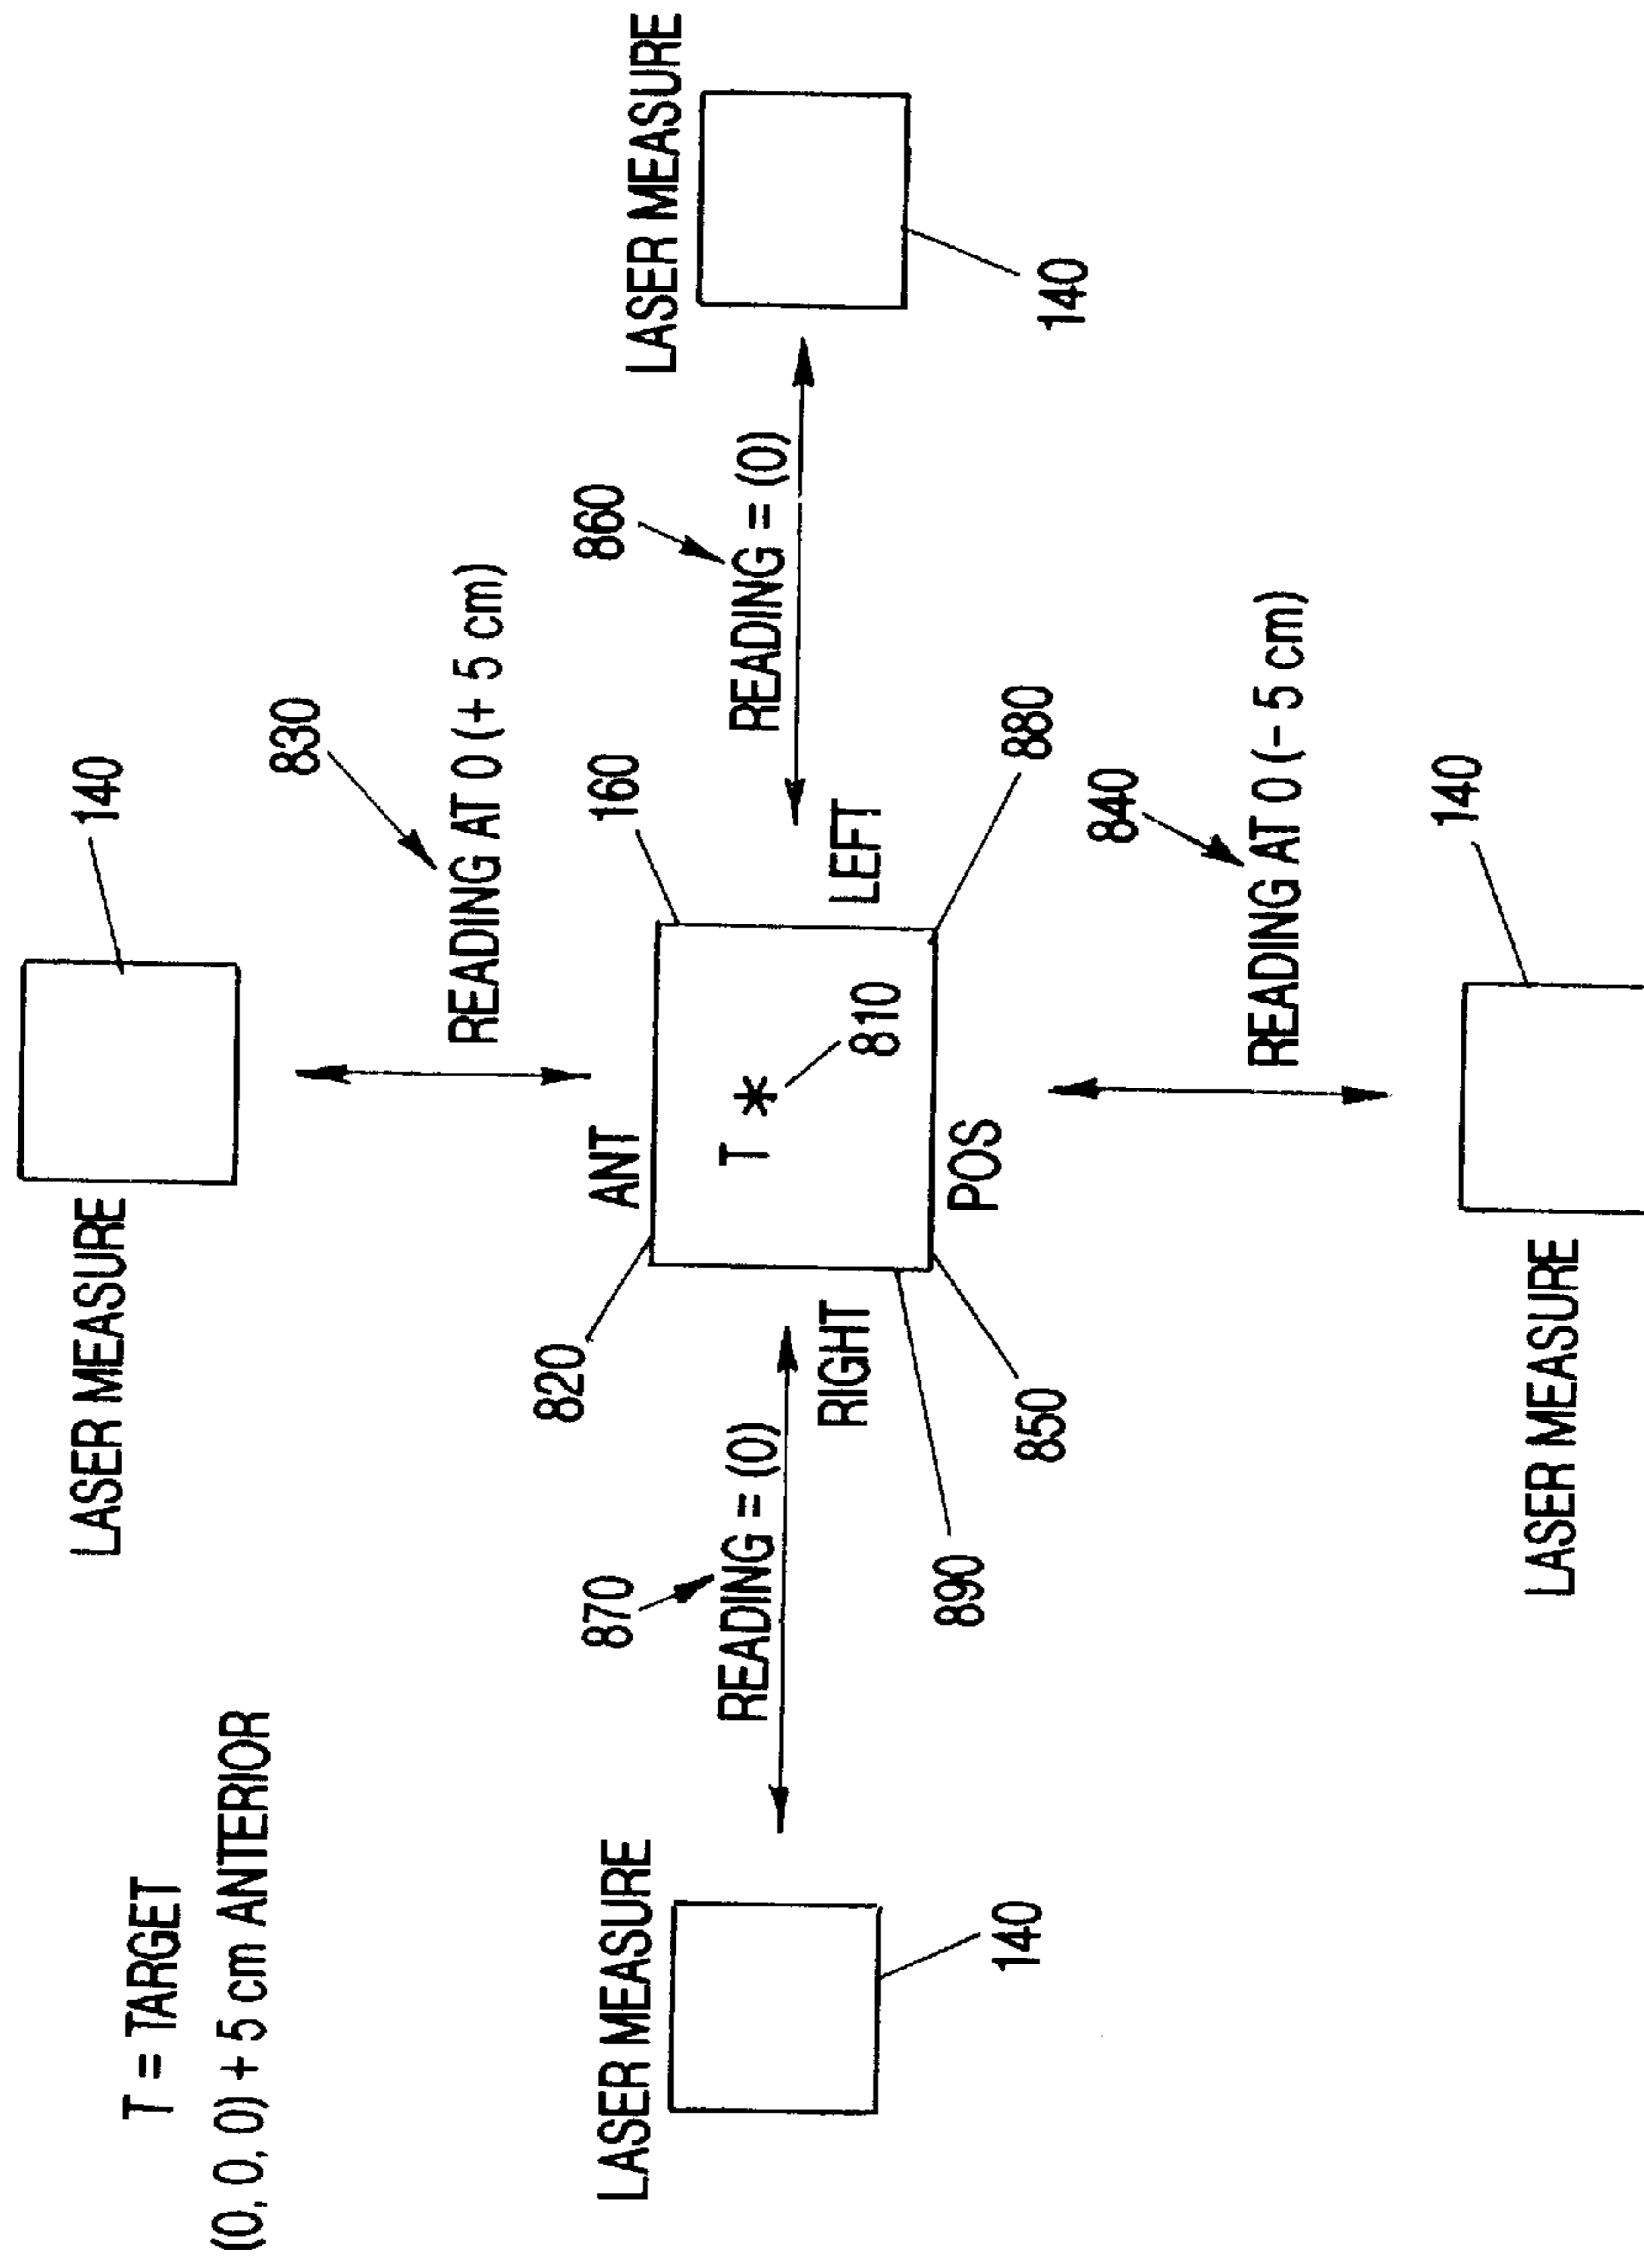 LASER MEASURE
140
T = TARGET
(0, 0, 0) + 5 cm ANTERIOR
830
READING AT 0 (+ 5 cm)
820
ANT
160
870
860
LASER MEASURE
LASER MEASURE
READING = (0)
T *
READING = (0)
810
RIGHT
LEFT
890
POS
140
850
880
140
840
READING AT 0 (- 5 cm)
140
LASER MEASURE